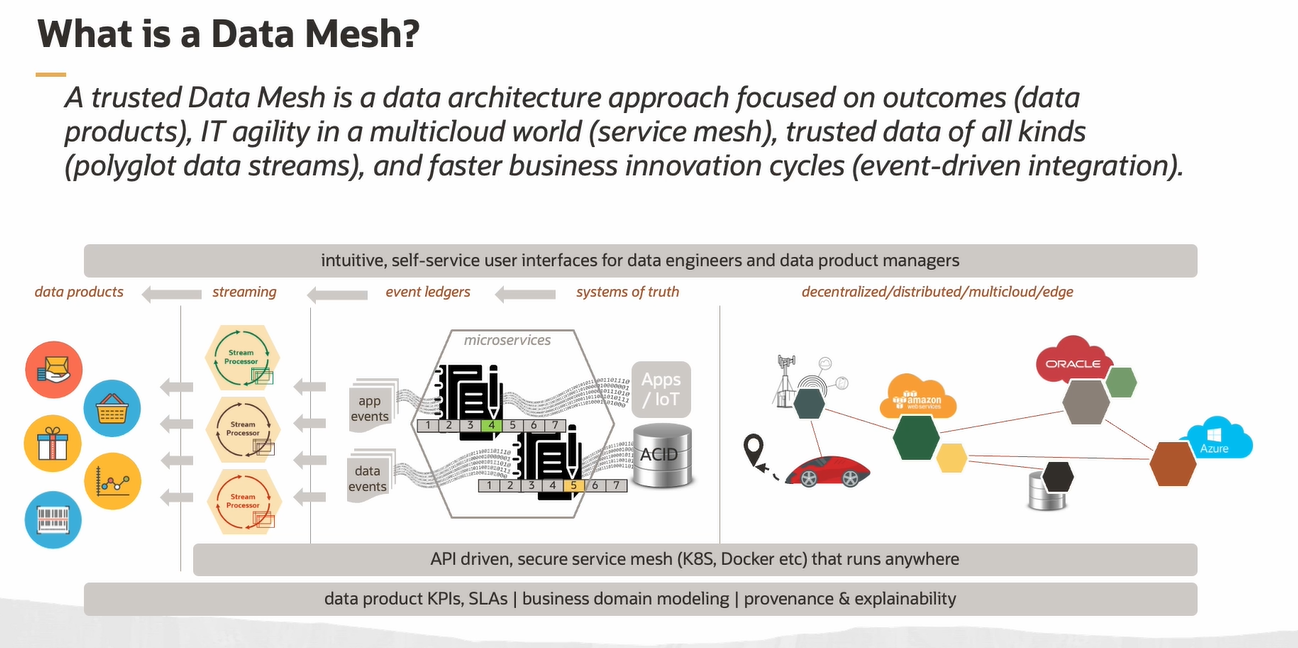 What is a Data Mesh?
A trusted Data Mesh is a data architecture approach focused on outcomes (data
products), IT agility in a multicloud world (service mesh), trusted data of all kinds
(polyglot data streams), and faster business innovation cycles (event-driven integration).
intuitive, self-service user interfaces for data engineers and data product managers
data products
streaming
event ledgers
systems of truth
decentralized/distributed/multicloud/edge
Stream
Processor
Stream
Processor
Stream
Processor
app
events
data
events
microservices
1 2 3 4 5 6 7
1 2 3 4 5 6 7
Apps
/ IoT
ACID
amazon
web services
ORACLE
Azure
API driven, secure service mesh (K8S, Docker etc) that runs anywhere
data product KPIs, SLAs | business domain modeling | provenance & explainability